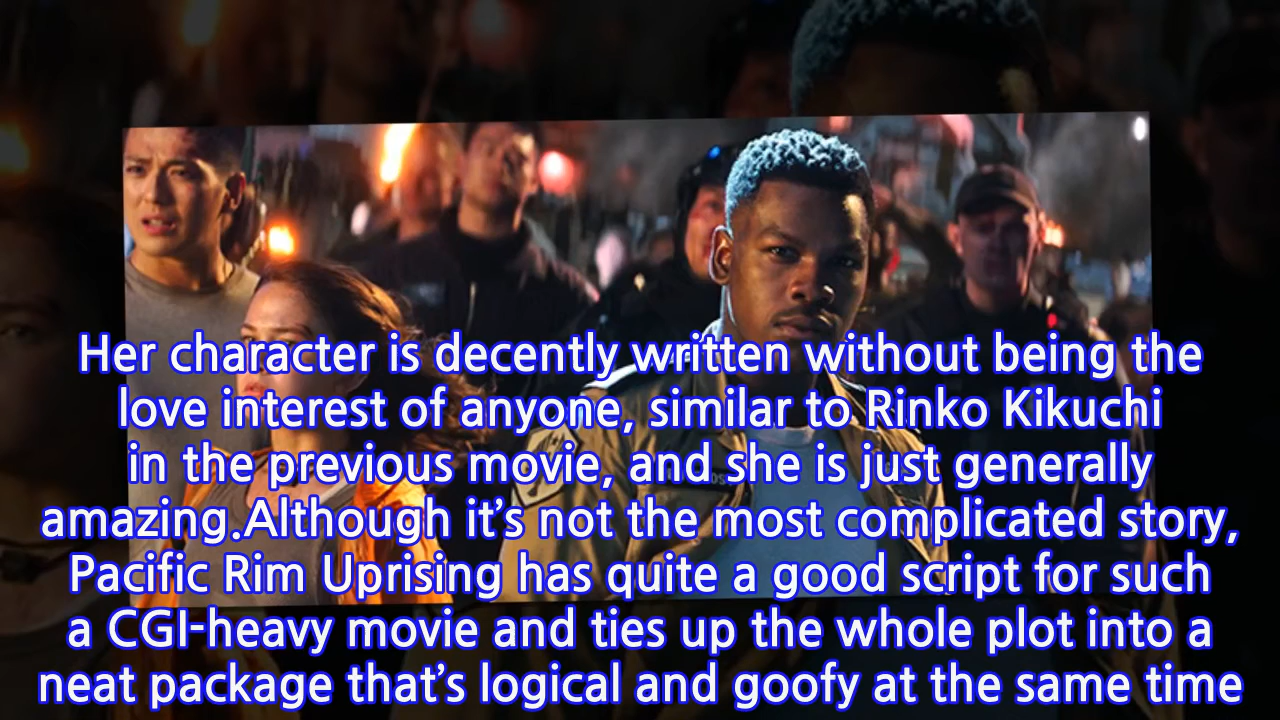 Her character is decently written without being the
love interest of anyone, similar to Rinko Kikuchi
in the previous movie, and she is just generally
amazing.Although it’s not the most complicated story,
Pacific Rim Uprising has quite a good script for such
a CGI-heavy movie and ties up the whole plot into a
neat package that’s logical and goofy at the same time